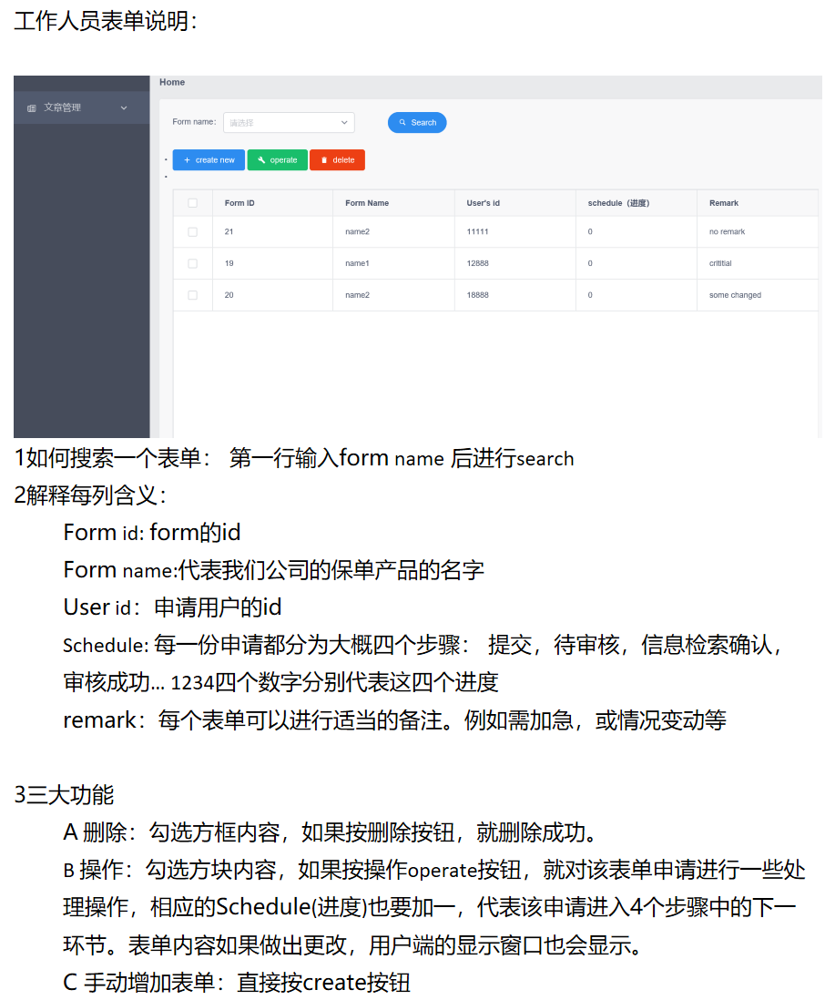 工作人员表单说明：
Home
文章管理
Form name： 请选择 Search
create new operate delete
Form ID Form Name User's id schedule（进度） Remark
21 name2 11111 0 no remark
19 name1 12888 0 crititial
20 name2 18888 0 some changed
1如何搜索一个表单： 第一行输入form name 后进行search
2解释每列含义：
Form id: form的id
Form name:代表我们公司的保单产品的名字
User id：申请用户的id
Schedule: 每一份申请都分为大概四个步骤： 提交，待审核，信息检索确认，
审核成功... 1234四个数字分别代表这四个进度
remark：每个表单可以进行适当的备注。例如需加急，或情况变动等
3三大功能
A 删除：勾选方框内容，如果按删除按钮，就删除成功。
B 操作：勾选方块内容，如果按操作operate按钮，就对该表单申请进行一些处
理操作，相应的Schedule(进度)也要加一，代表该申请进入4个步骤中的下一
环节。表单内容如果做出更改，用户端的显示窗口也会显示。
C 手动增加表单：直接按create按钮